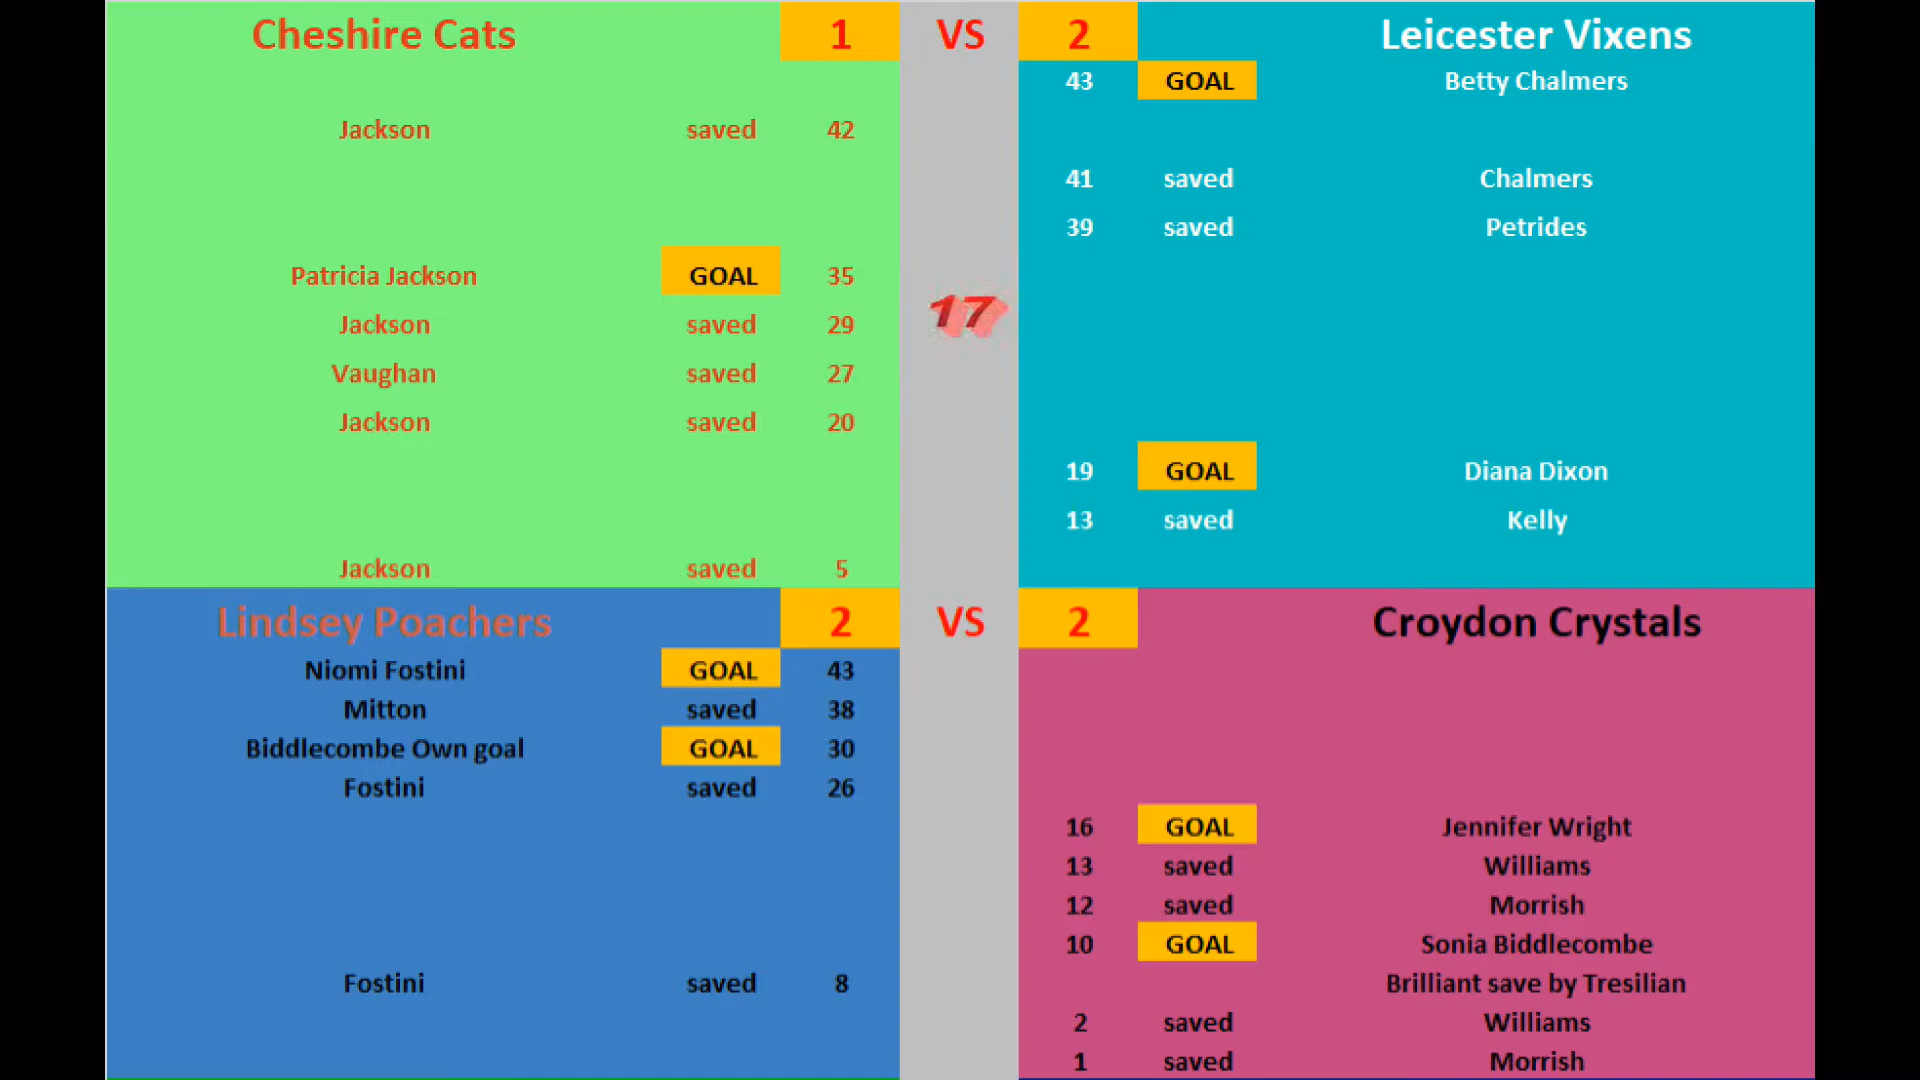 Cheshire Cats 1 VS 2 Leicester Vixens
43 GOAL Betty Chalmers
Jackson saved 42
41 saved Chalmers
39 saved Petrides
Patricia Jackson GOAL 35
17
Jackson saved 29
Vaughan saved 27
Jackson saved 20
19 GOAL Diana Dixon
13 saved Kelly
Jackson saved 5
Lindsey Poachers 2 VS 2 Croydon Crystals
Niomi Fostini GOAL 43
Mitton saved 38
Biddlecombe Own goal GOAL 30
Fostini saved 26
16 GOAL Jennifer Wright
13 saved Williams
12 saved Morrish
10 GOAL Sonia Biddlecombe
Fostini saved 8 Brilliant save by Tresilian
2 saved Williams
1 saved Morrish